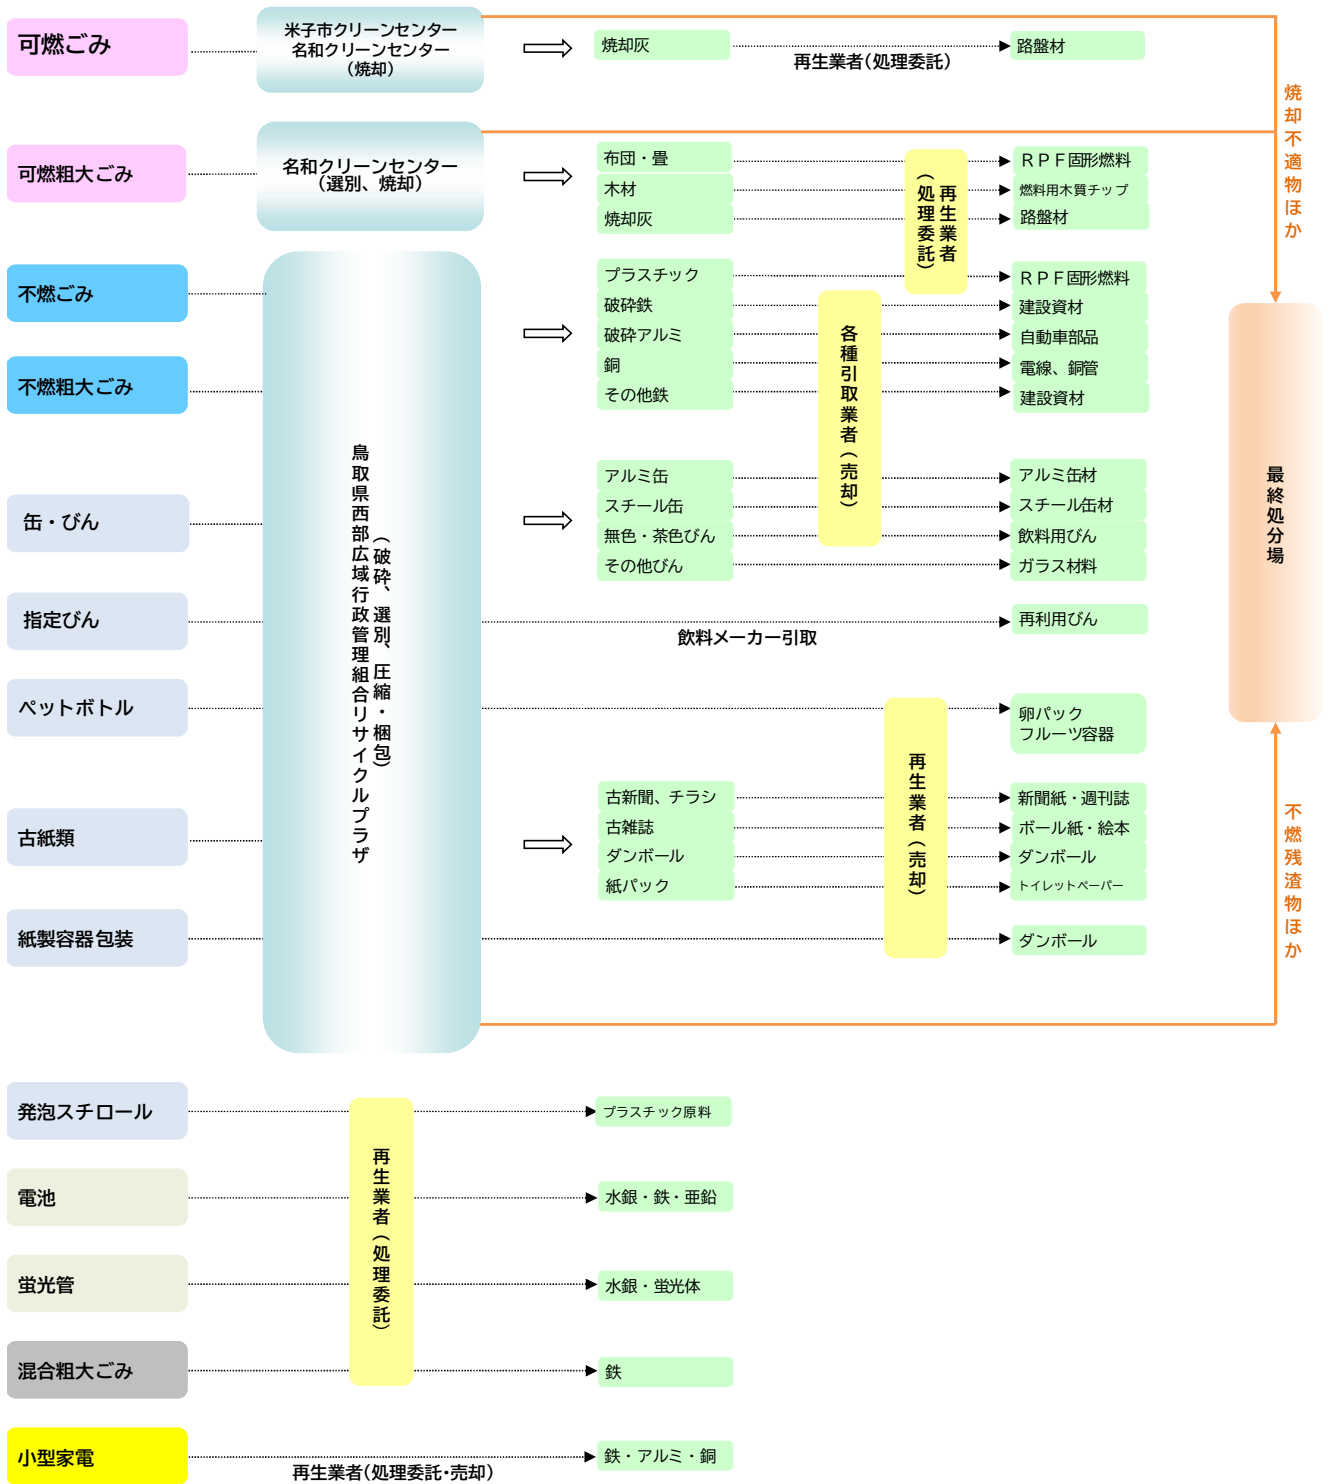 可燃ごみ
米子市クリーンセンター
名和クリーンセンター
（焼却）
焼却灰
再生業者（処理委託）
路盤材
可燃粗大ごみ
名和クリーンセンター
（選別、焼却）
布団・畳
木材
焼却灰
再生業者
（処理委託）
ＲＰＦ固形燃料
燃料用木質チップ
路盤材
焼却不適物ほか
不燃ごみ
不燃粗大ごみ
プラスチック
破砕鉄
破砕アルミ
銅
その他鉄
各種引取業者（売却）
ＲＰＦ固形燃料
建設資材
自動車部品
電線、銅管
建設資材
鳥取県西部広域行政管理組合リサイクルプラザ
（破砕、選別、圧縮・梱包）
缶・びん
アルミ缶
スチール缶
無色・茶色びん
その他びん
アルミ缶材
スチール缶材
飲料用びん
ガラス材料
最終処分場
指定びん
飲料メーカー引取
再利用びん
ペットボトル
卵パック
フルーツ容器
再生業者（売却）
古紙類
古新聞、チラシ
古雑誌
ダンボール
紙パック
新聞紙・週刊誌
ボール紙・絵本
ダンボール
トイレットペーパー
不燃残渣物ほか
紙製容器包装
ダンボール
発泡スチロール
再生業者（処理委託）
プラスチック原料
電池
水銀・鉄・亜鉛
蛍光管
水銀・蛍光体
混合粗大ごみ
鉄
小型家電
再生業者（処理委託・売却）
鉄・アルミ・銅